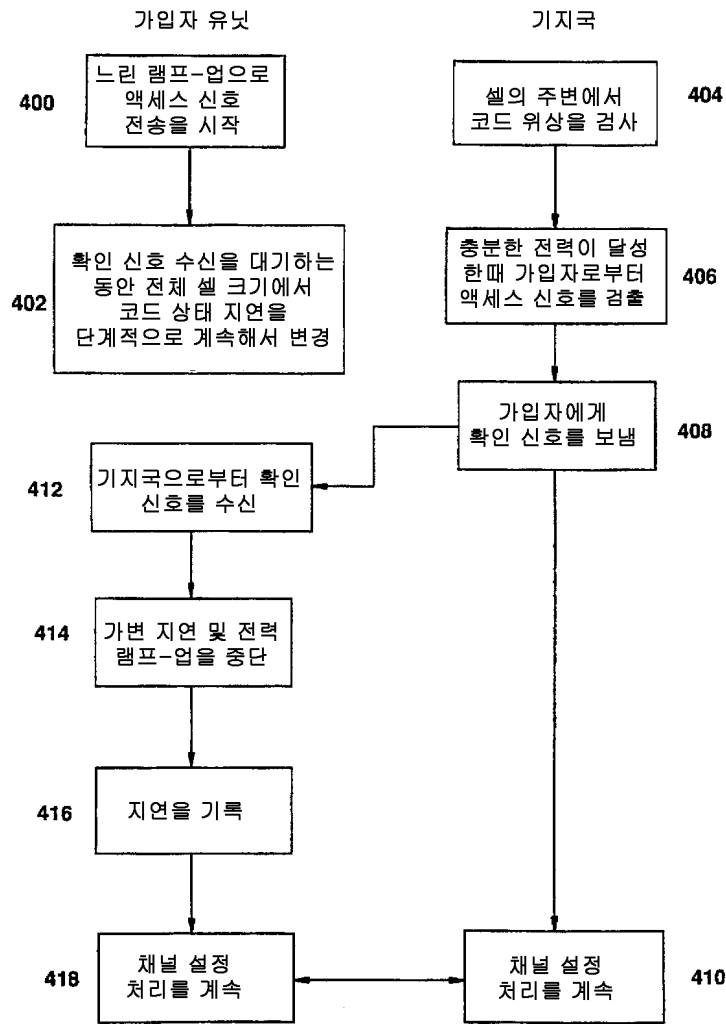 가입자 유닛
기지국
400
느린 램프-업으로
액세스 신호
전송을 시작
셀의 주변에서
코드 위상을 검사
404
402
확인 신호 수신을 대기하는
동안 전체 셀 크기에서
코드 상태 지연을
단계적으로 계속해서 변경
충분한 전력이 달성
한때 가입자로부터
액세스 신호를 검출
406
가입자에게
확인 신호를 보냄
408
412
기지국으로부터 확인
신호를 수신
414
가변 지연 및 전력
램프-업을 중단
416
지연을 기록
418
채널 설정
처리를 계속
채널 설정
처리를 계속
410